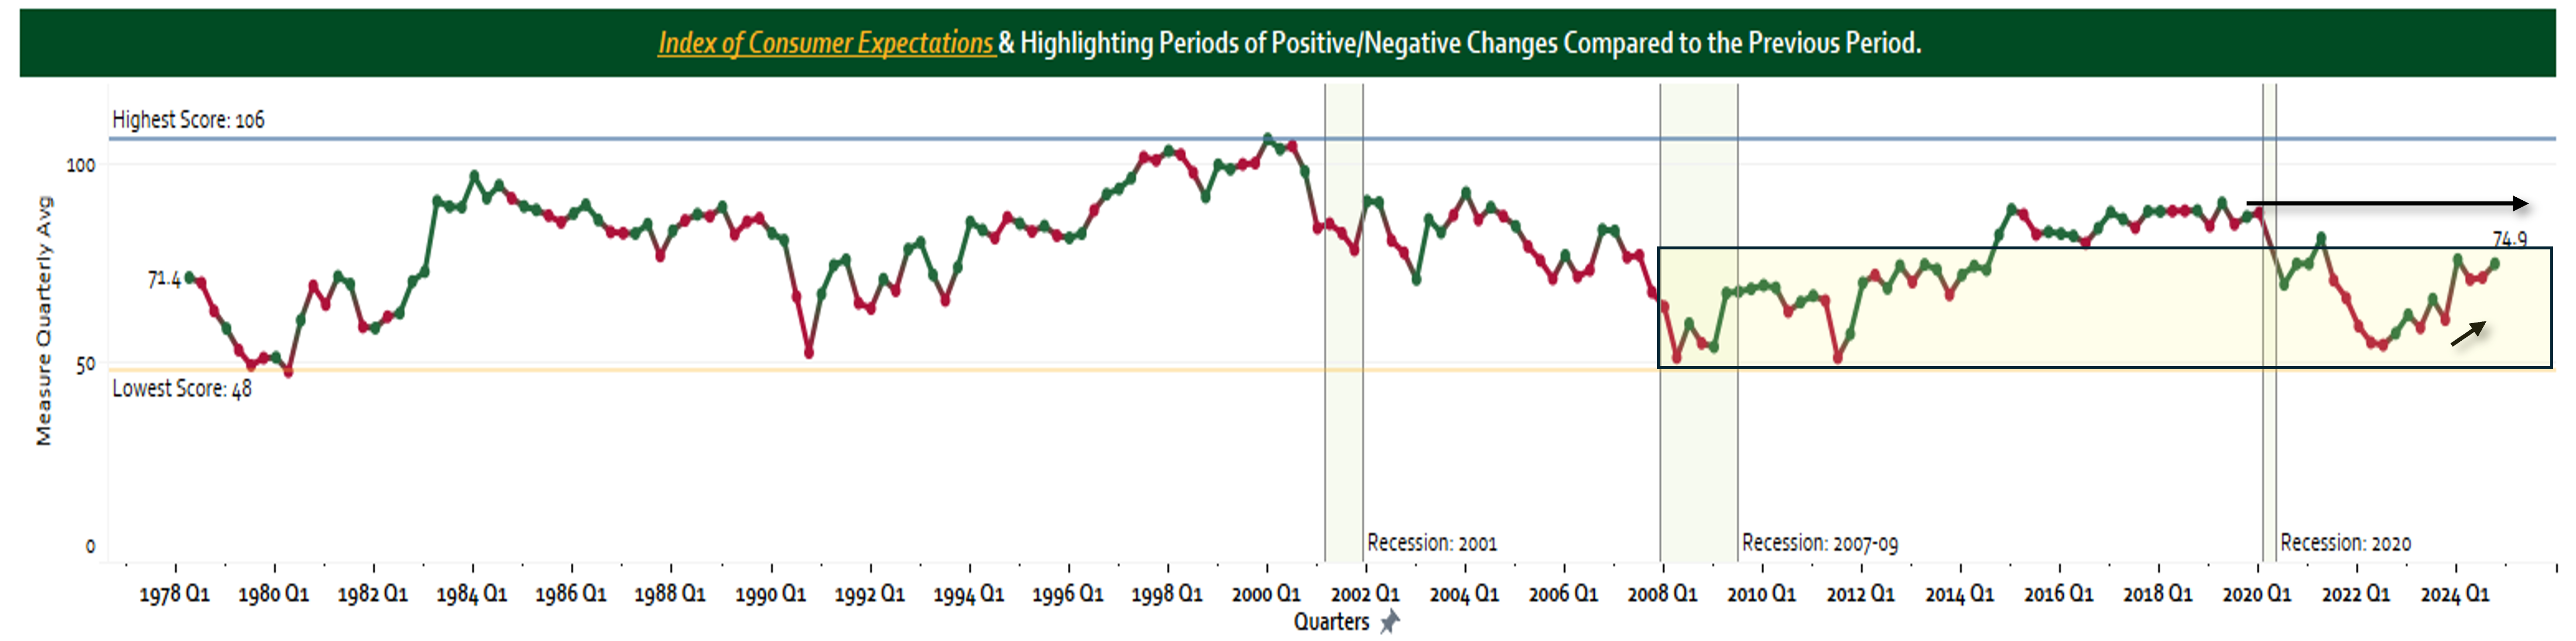 Index of Consumer Expectations & Highlighting Periods of Positive/Negative Changes Compared to the Previous Period.
Highest Score: 106
100
74.9
71.4
50
Lowest Score: 48
0
Measure Quarterly Avg
Recession: 2001
Recession: 2007-09
Recession: 2020
1978 Q1 1980 Q1 1982 Q1 1984 Q1 1986 Q1 1988 Q1 1990 Q1 1992 Q1 1994 Q1 1996 Q1 1998 Q1 2000 Q1 2002 Q1 2004 Q1 2006 Q1 2008 Q1 2010 Q1 2012 Q1 2014 Q1 2016 Q1 2018 Q1 2020 Q1 2022 Q1 2024 Q1
Quarters